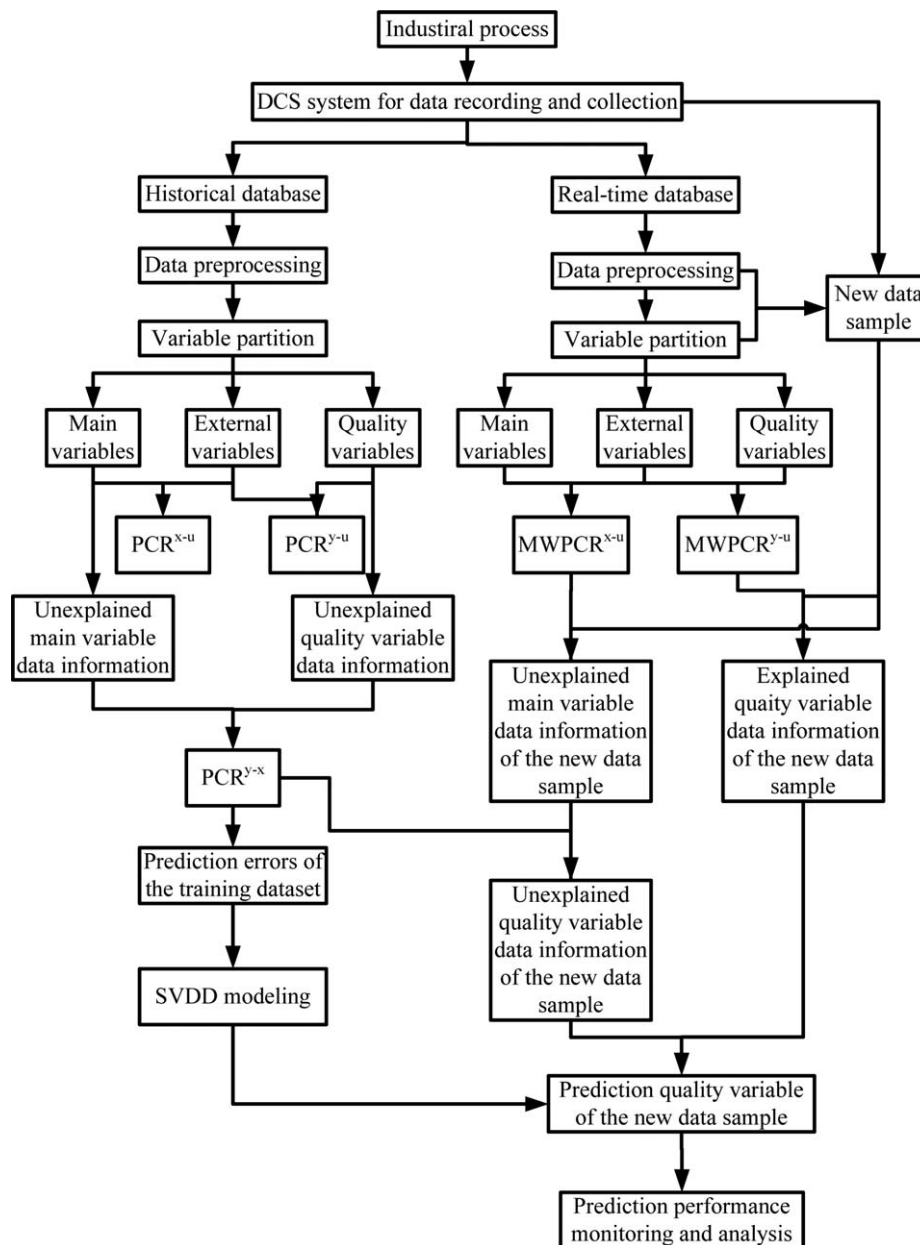 Industiral process
DCS system for data recording and collection
Historical database
Real-time database
Data preprocessing
Data preprocessing
New data
sample
Variable partition
Variable partition
Main
variables
External
variables
Quality
variables
Main
variables
External
variables
Quality
variables
PCR^x-u
PCR^y-u
MWPCR^x-u
MWPCR^y-u
Unexplained
main variable
data information
Unexplained
quality variable
data information
Unexplained
main variable
data information
of the new data
sample
Explained
quaity variable
data information
of the new data
sample
PCR^y-x
Prediction errors of
the training dataset
Unexplained
quality variable
data information
of the new data
sample
SVDD modeling
Prediction quality variable
of the new data sample
Prediction performance
monitoring and analysis